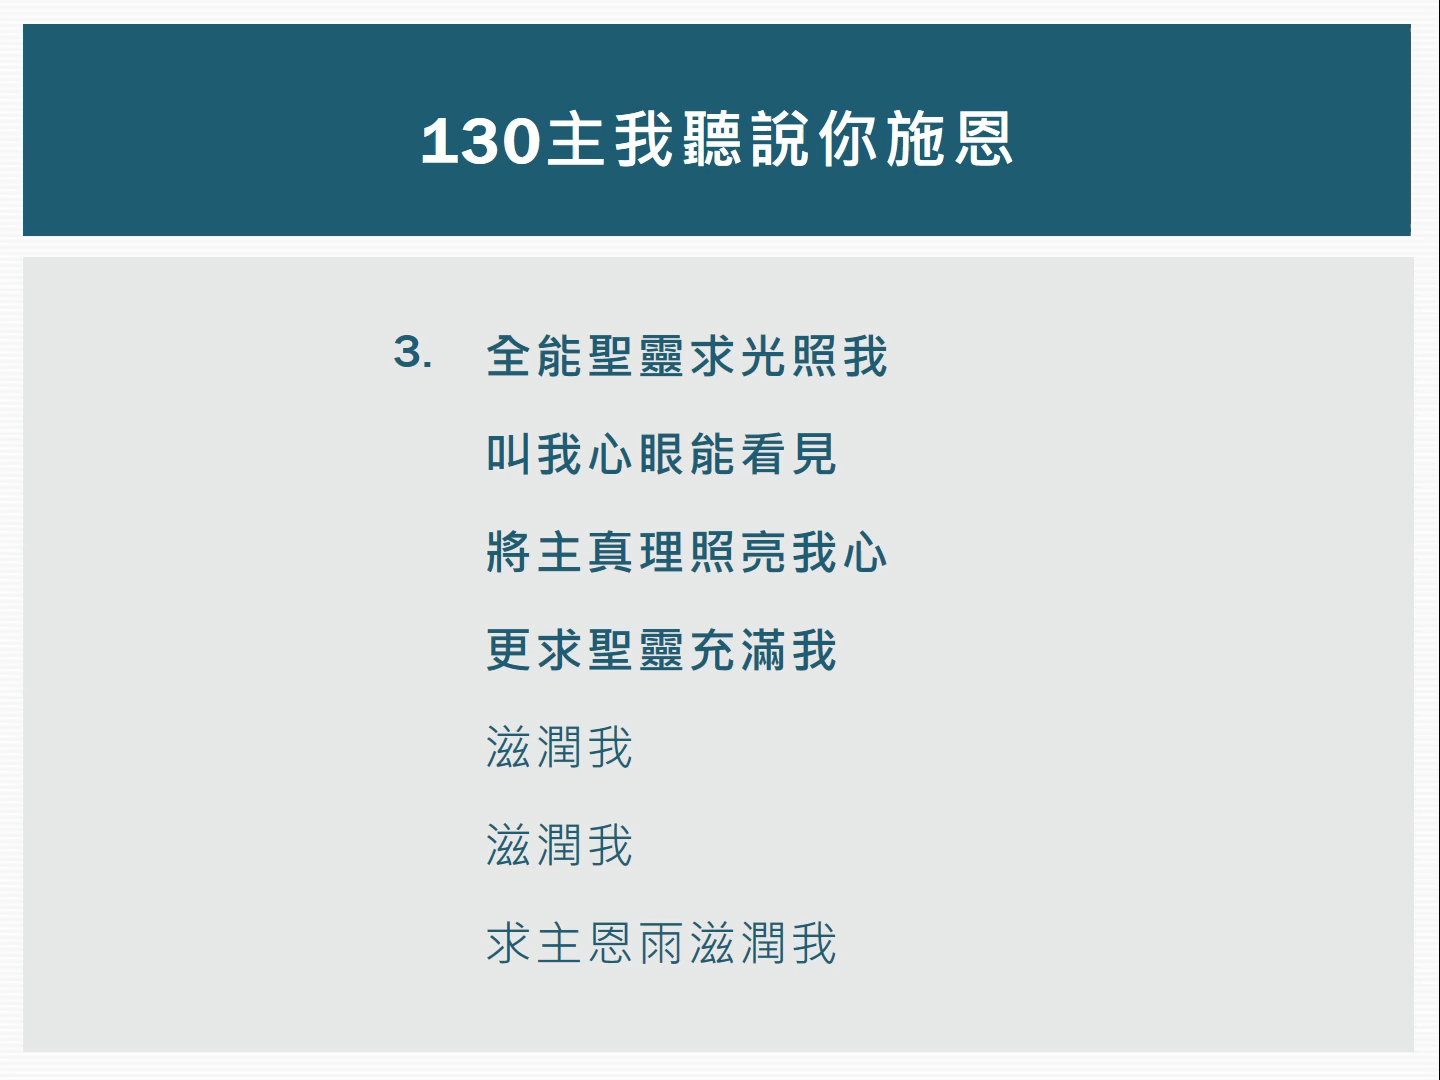 130主我聽說你施恩
3. 全能聖靈求光照我
叫我心眼能看見
將主真理照亮我心
更求聖靈充滿我
滋潤我
滋潤我
求主恩雨滋潤我